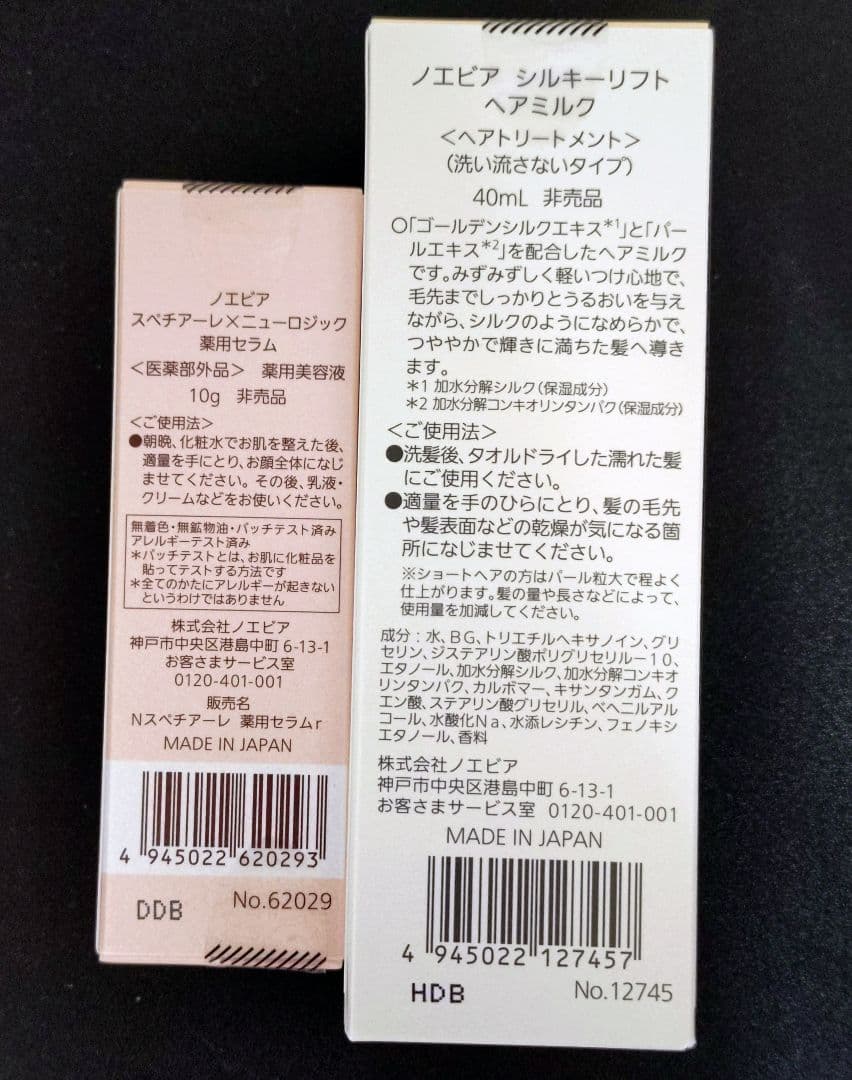 ノエビア
スペチアーレ×ニューロジック
薬用セラム
＜医薬部外品＞ 薬用美容液
10g 非売品
＜ご使用法＞
●朝晩、化粧水でお肌を整えた後、
適量を手にとり、お顔全体になじ
ませてください。その後、乳液・
クリームなどをお使いください。
無着色・無鉱物油・パッチテスト済み
アレルギーテスト済み
＊パッチテストとは、お肌に化粧品を
貼ってテストする方法です
＊全てのかたにアレルギーが起きない
というわけではありません
株式会社ノエビア
神戸市中央区港島中町 6-13-1
お客さまサービス室
0120-401-001
販売名
Nスペチアーレ 薬用セラムr
MADE IN JAPAN
4 945022 620293
DDB
No.62029
ノエビア シルキーリフト
ヘアミルク
＜ヘアトリートメント＞
（洗い流さないタイプ）
40mL 非売品
○「ゴールデンシルクエキス＊1」と「パー
ルエキス＊2」を配合したヘアミルク
です。みずみずしく軽いつけ心地で、
毛先までしっかりとうるおいを与え
ながら、シルクのようになめらかで、
つややかで輝きに満ちた髪へ導き
ます。
＊1 加水分解シルク（保湿成分）
＊2 加水分解コンキオリンタンパク（保湿成分）
＜ご使用法＞
●洗髪後、タオルドライした濡れた髪
にご使用ください。
●適量を手のひらにとり、髪の毛先
や髪表面などの乾燥が気になる箇
所になじませてください。
※ショートヘアの方はパール粒大で程よく
仕上がります。髪の量や長さなどによって、
使用量を加減してください。
成分：水、BG、トリエチルヘキサノイン、グリ
セリン、ジステアリン酸ポリグリセリル－10、
エタノール、加水分解シルク、加水分解コンキオ
リンタンパク、カルボマー、キサンタンガム、ク
エン酸、ステアリン酸グリセリル、ベヘニルアル
コール、水酸化Na、水添レシチン、フェノキシ
エタノール、香料
株式会社ノエビア
神戸市中央区港島中町 6-13-1
お客さまサービス室 0120-401-001
MADE IN JAPAN
4 945022 127457
HDB
No.12745